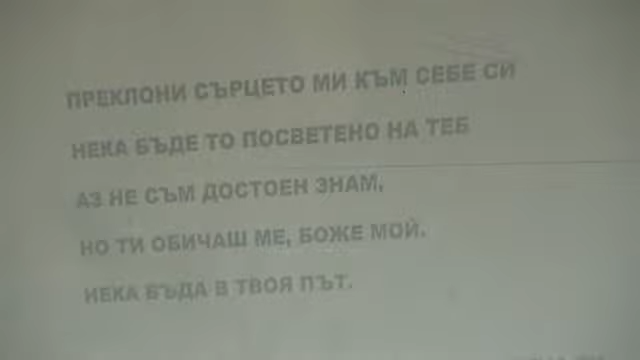 ПРЕКЛОНИ СЪРЦЕТО МИ КЪМ СЕБЕ СИ
НЕКА БЪДЕ ТО ПОСВЕТЕНО НА ТЕБ
АЗ НЕ СЪМ ДОСТОЕН ЗНАМ,
НО ТИ ОБИЧАШ МЕ, БОЖЕ МОЙ.
НЕКА БЪДА В ТВОЯ ПЪТ.